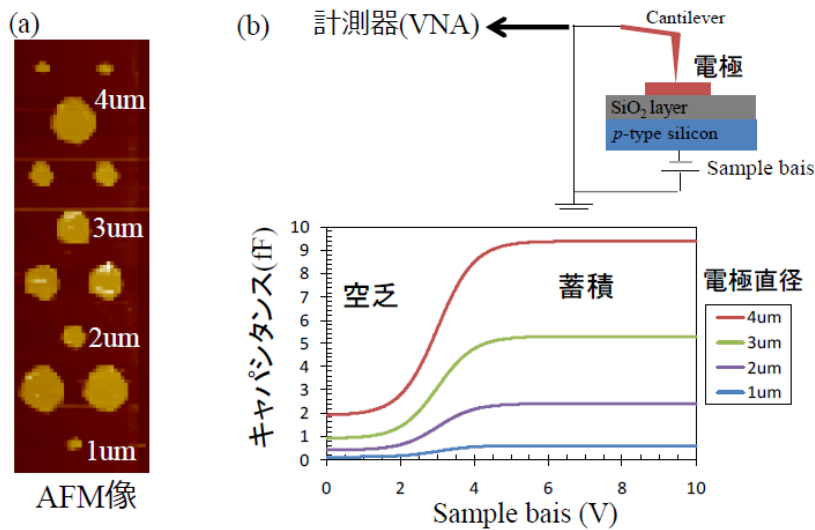 (a)
4um
3um
2um
1um
AFM像
(b)
計測器(VNA)
Cantilever
電極
SiO2 layer
p-type silicon
Sample bais
キャパシタンス(fF)
10
9
8
7
6
5
4
3
2
1
0
空乏
蓄積
0 2 4 6 8 10
Sample bais (V)
電極直径
4um
3um
2um
1um